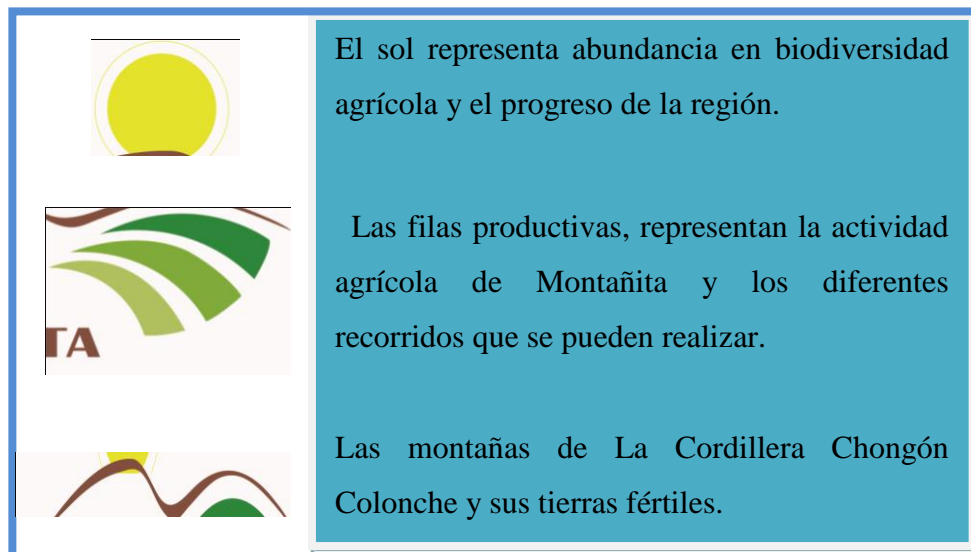 El sol representa abundancia en biodiversidad
agrícola y el progreso de la región.
Las filas productivas, representan la actividad
agrícola de Montañita y los diferentes
recorridos que se pueden realizar.
TA
Las montañas de La Cordillera Chongón
Colonche y sus tierras fértiles.